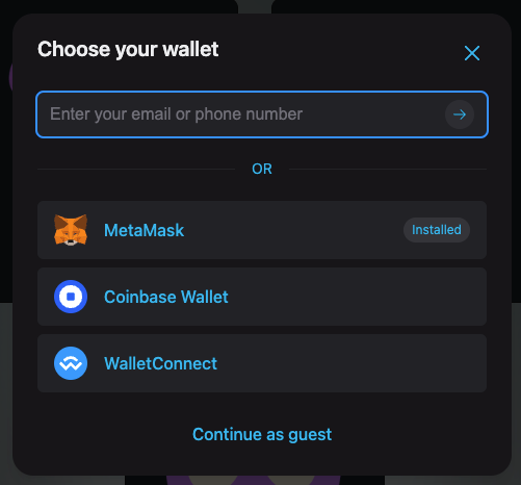 Choose your wallet
Enter your email or phone number
OR
MetaMask Installed
Coinbase Wallet
WalletConnect
Continue as guest